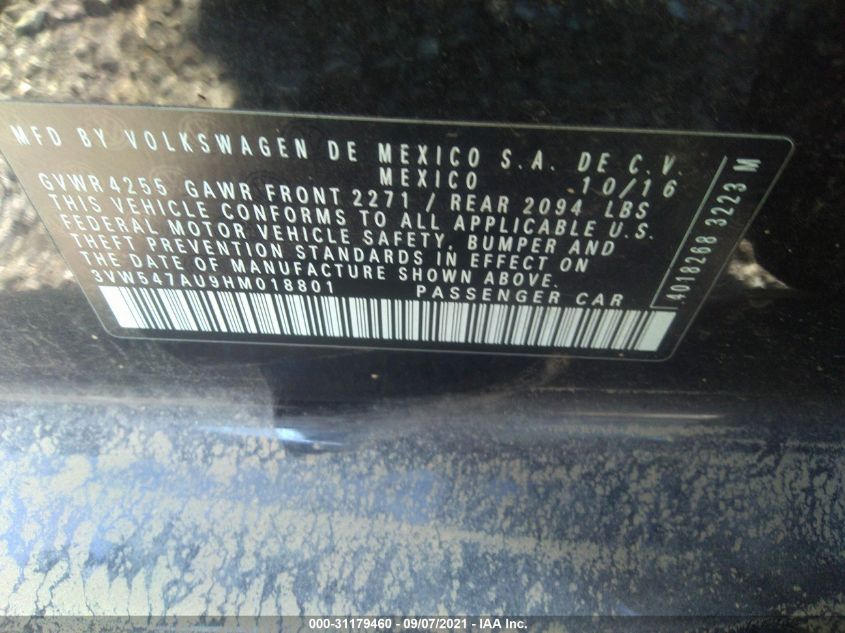 MFD BY VOLKSWAGEN DE MEXICO S.A. DE C.V.
MEXICO 10/16
GVWR 4255 GAWR FRONT 2271 / REAR 2094 LBS
THIS VEHICLE CONFORMS TO ALL APPLICABLE U.S.
FEDERAL MOTOR VEHICLE SAFETY, BUMPER AND
THEFT PREVENTION STANDARDS IN EFFECT ON
THE DATE OF MANUFACTURE SHOWN ABOVE.
3VW547AU9HM018801 PASSENGER CAR
4018268 3223 M
000-31179460 - 09/07/2021 - IAA Inc.